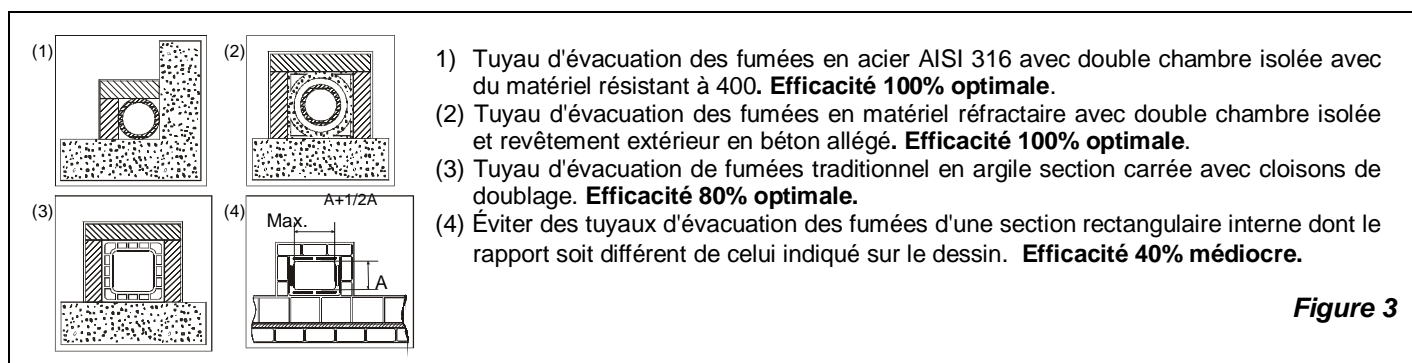 (1)
(2)
(3)
(4)
A+1/2A
Max.
A
1) Tuyau d'évacuation des fumées en acier AISI 316 avec double chambre isolée avec
du matériel résistant à 400. Efficacité 100% optimale.
(2) Tuyau d'évacuation des fumées en matériel réfractaire avec double chambre isolée
et revêtement extérieur en béton allégé. Efficacité 100% optimale.
(3) Tuyau d'évacuation de fumées traditionnel en argile section carrée avec cloisons de
doublage. Efficacité 80% optimale.
(4) Éviter des tuyaux d'évacuation des fumées d'une section rectangulaire interne dont le
rapport soit différent de celui indiqué sur le dessin. Efficacité 40% médiocre.
Figure 3